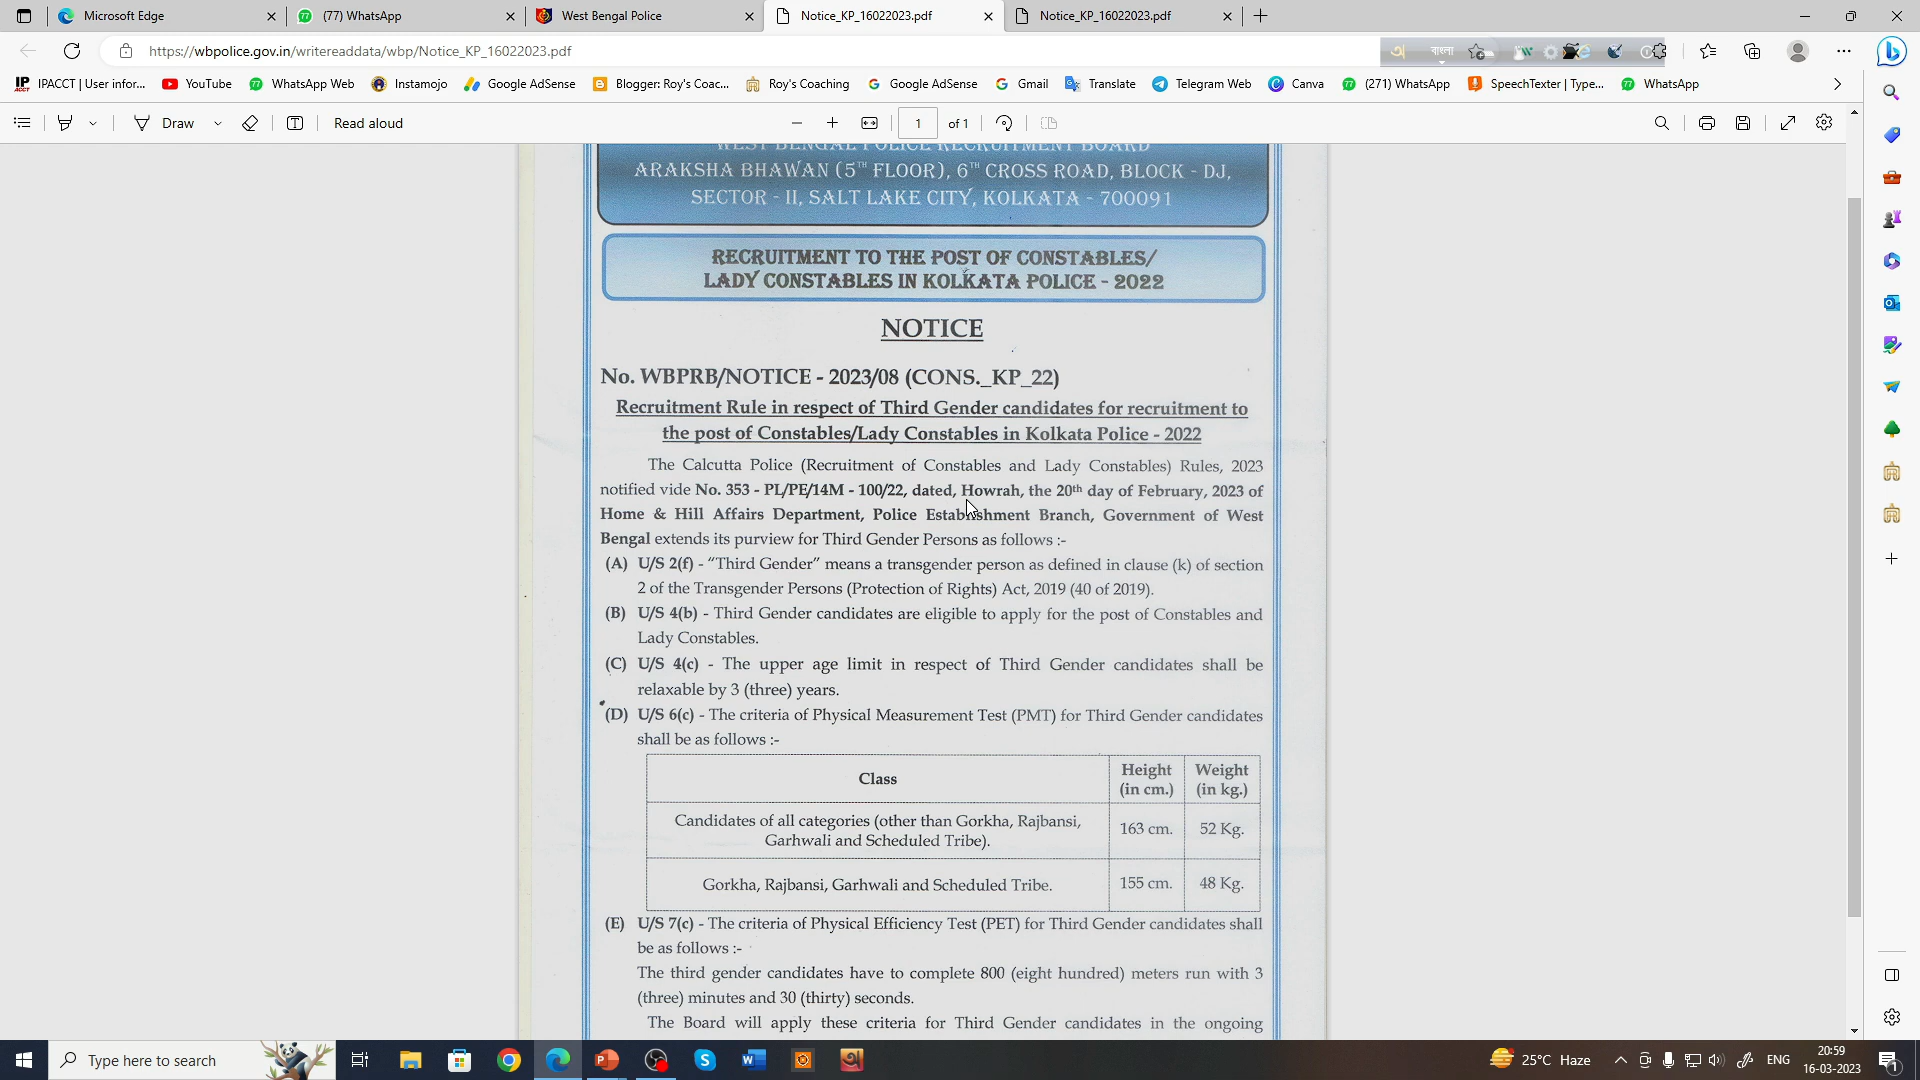 Microsoft Edge
(77) WhatsApp
West Bengal Police
Notice_KP_16022023.pdf
Notice_KP_16022023.pdf
https://wbpolice.gov.in/writereaddata/wbp/Notice_KP_16022023.pdf
বাংলা
IPACCT | User infor...
YouTube
WhatsApp Web
Instamojo
Google AdSense
Blogger: Roy's Coac...
Roy's Coaching
Google AdSense
Gmail
Translate
Telegram Web
Canva
(271) WhatsApp
SpeechTexter | Type...
WhatsApp
Draw
Read aloud
1
of 1
WEST BENGAL POLICE RECRUITMENT BOARD
ARAKSHA BHAWAN (5TH FLOOR), 6TH CROSS ROAD, BLOCK - DJ,
SECTOR - II, SALT LAKE CITY, KOLKATA - 700091
RECRUITMENT TO THE POST OF CONSTABLES/
LADY CONSTABLES IN KOLKATA POLICE - 2022
NOTICE
No. WBPRB/NOTICE - 2023/08 (CONS._KP_22)
Recruitment Rule in respect of Third Gender candidates for recruitment to
the post of Constables/Lady Constables in Kolkata Police - 2022
The Calcutta Police (Recruitment of Constables and Lady Constables) Rules, 2023
notified vide No. 353 - PL/PE/14M - 100/22, dated, Howrah, the 20th day of February, 2023 of
Home & Hill Affairs Department, Police Establishment Branch, Government of West
Bengal extends its purview for Third Gender Persons as follows :-
(A) U/S 2(f) - "Third Gender" means a transgender person as defined in clause (k) of section
2 of the Transgender Persons (Protection of Rights) Act, 2019 (40 of 2019).
(B) U/S 4(b) - Third Gender candidates are eligible to apply for the post of Constables and
Lady Constables.
(C) U/S 4(c) - The upper age limit in respect of Third Gender candidates shall be
relaxable by 3 (three) years.
(D) U/S 6(c) - The criteria of Physical Measurement Test (PMT) for Third Gender candidates
shall be as follows :-
Class
Height
(in cm.)
Weight
(in kg.)
Candidates of all categories (other than Gorkha, Rajbansi,
Garhwali and Scheduled Tribe).
163 cm.
52 Kg.
Gorkha, Rajbansi, Garhwali and Scheduled Tribe.
155 cm.
48 Kg.
(E) U/S 7(c) - The criteria of Physical Efficiency Test (PET) for Third Gender candidates shall
be as follows :-
The third gender candidates have to complete 800 (eight hundred) meters run with 3
(three) minutes and 30 (thirty) seconds.
The Board will apply these criteria for Third Gender candidates in the ongoing
Type here to search
25°C Haze
ENG
20:59
16-03-2023
1